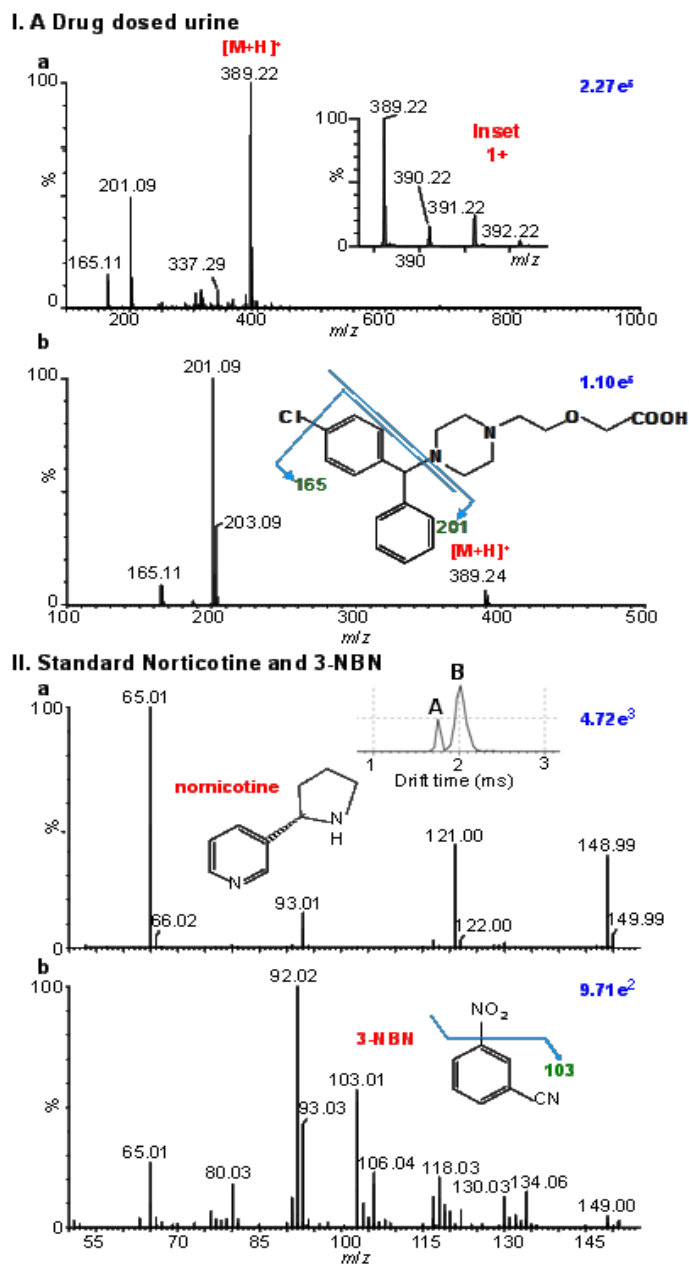 I. A Drug dosed urine
a
[M+H]⁺
389.22
2.27e⁵
100
%
0
201.09
165.11
337.29
Inset
1+
100
%
0
389.22
390.22
391.22
392.22
390
m/z
200
400
600
800
1000
m/z
b
201.09
1.10e⁵
100
%
0
203.09
165.11
Cl
N
N
O
COOH
165
201
[M+H]⁺
389.24
100
200
300
400
500
m/z
II. Standard Norticotine and 3-NBN
a
65.01
100
%
0
A
B
4.72e³
1
2
3
Drift time (ms)
nornicotine
N
H
N
66.02
93.01
121.00
122.00
148.99
149.99
b
92.02
9.71e²
100
%
0
3-NBN
NO₂
CN
103
65.01
80.03
93.03
103.01
106.04
118.03
130.03
134.06
149.00
55
70
85
100
115
130
145
m/z